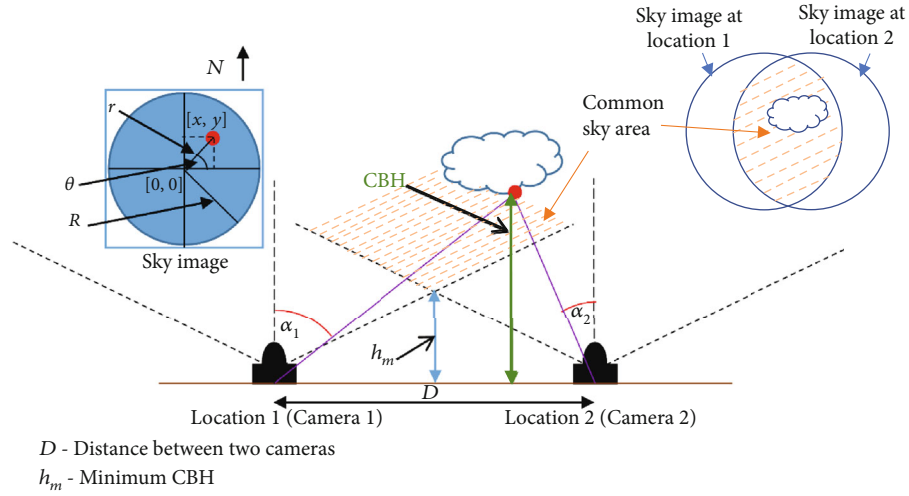 N
r
[x, y]
θ
[0, 0]
R
Sky image
Sky image at
location 1
Sky image at
location 2
Common
sky area
CBH
α1
α2
hm
D
Location 1 (Camera 1)
Location 2 (Camera 2)
D - Distance between two cameras
hm - Minimum CBH